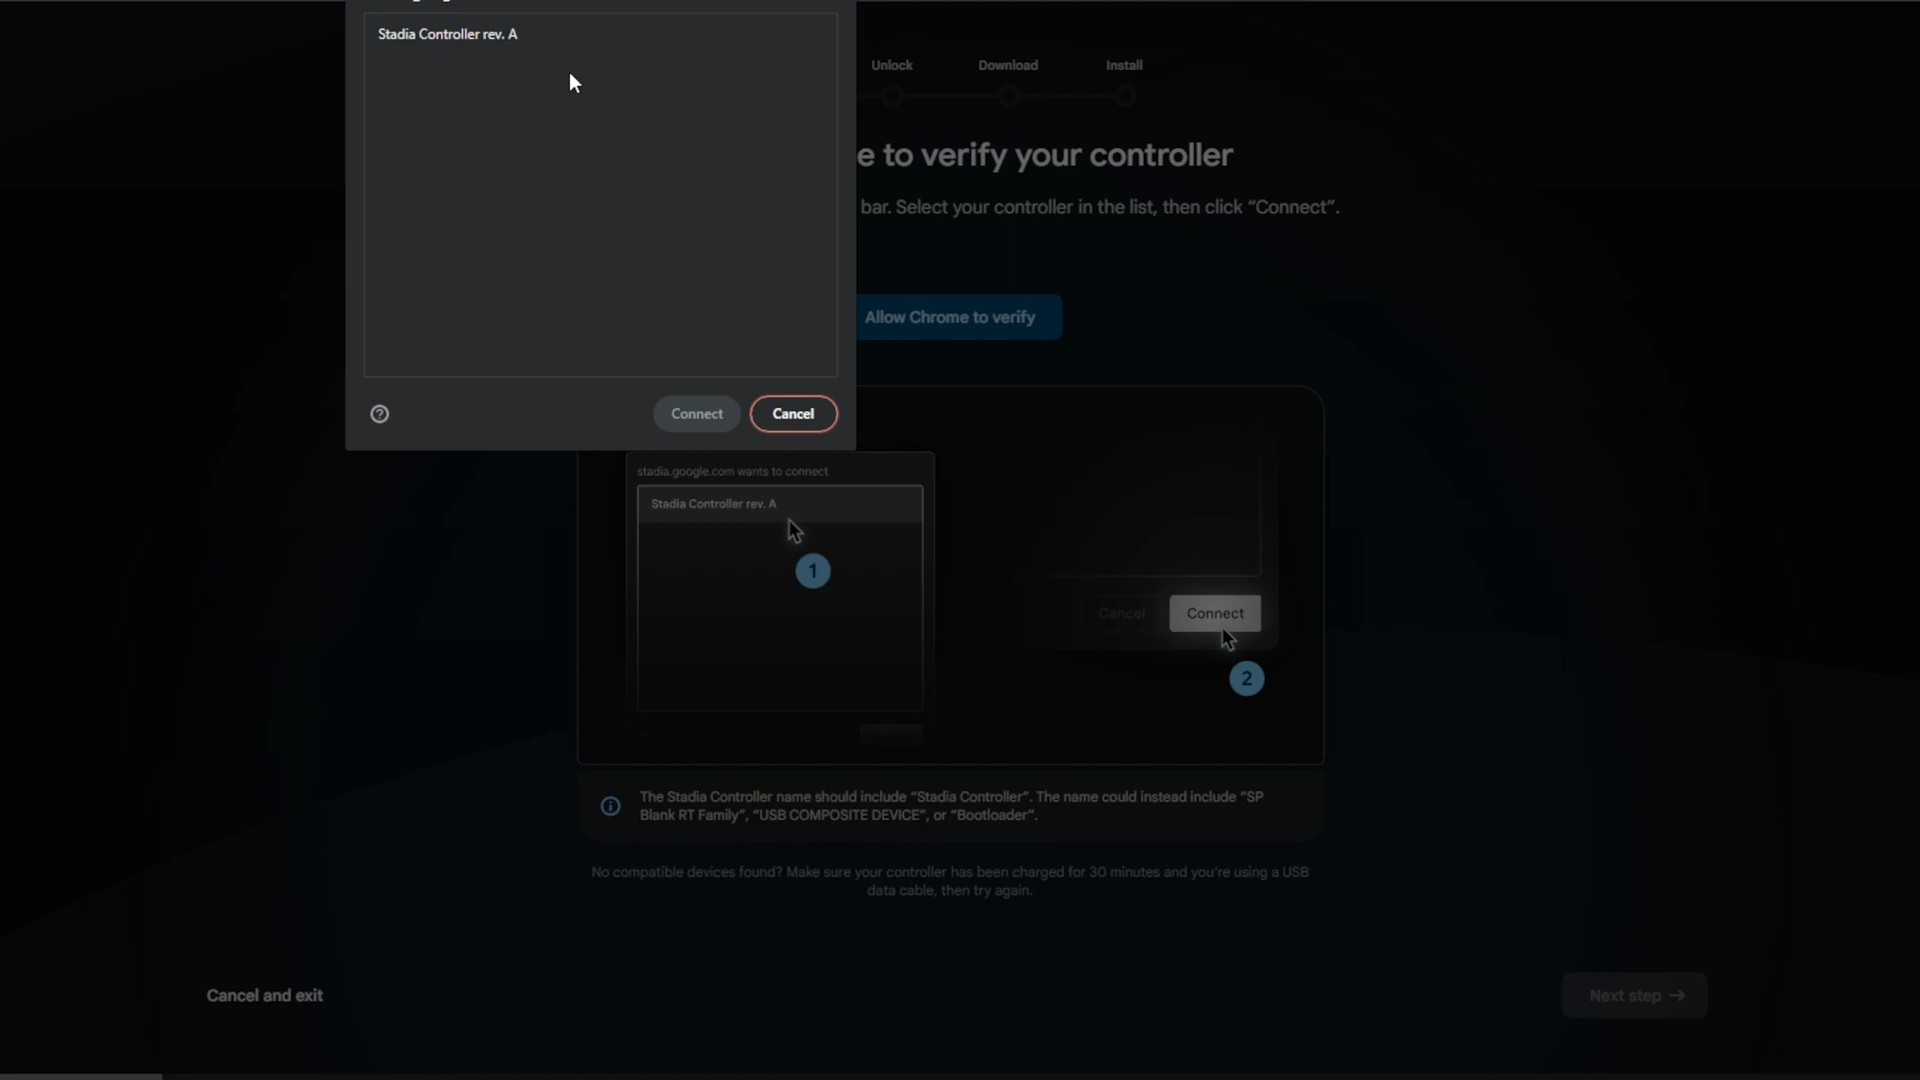 Stadia Controller rev. A
Unlock
Download
Install
e to verify your controller
bar. Select your controller in the list, then click “Connect”.
Allow Chrome to verify
Connect
Cancel
stadia.google.com wants to connect
Stadia Controller rev. A
1
Cancel
Connect
2
The Stadia Controller name should include “Stadia Controller”. The name could instead include “SP
Blank RT Family”, “USB COMPOSITE DEVICE”, or “Bootloader”.
No compatible devices found? Make sure your controller has been charged for 30 minutes and you’re using a USB
data cable, then try again.
Cancel and exit
Next step →